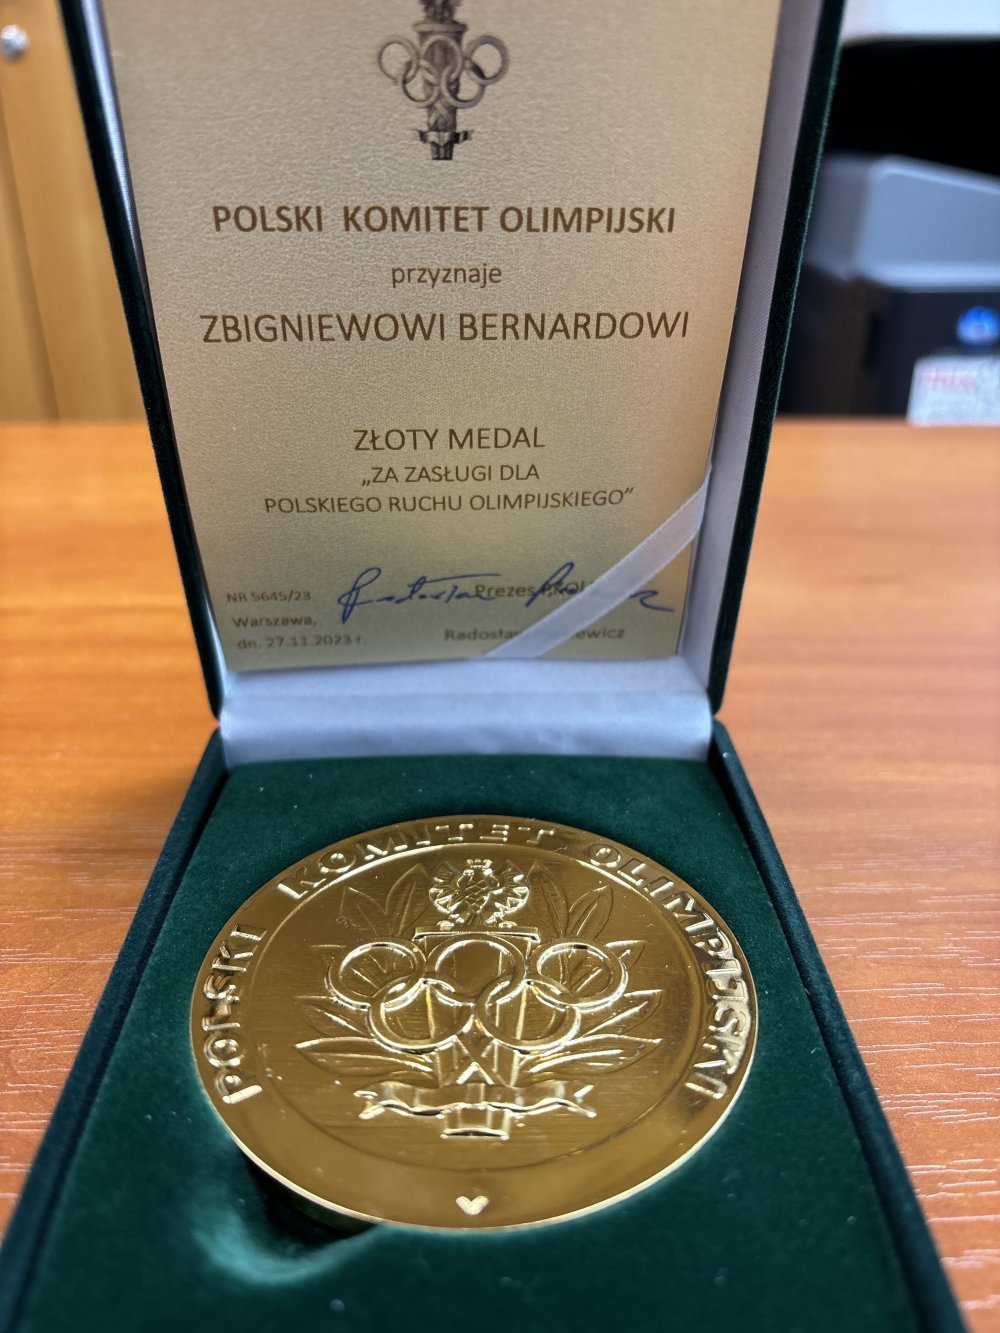 POLSKI KOMITET OLIMPIJSKI
przyznaje
ZBIGNIEWOWI BERNARDOWI
ZŁOTY MEDAL
„ZA ZASŁUGI DLA
POLSKIEGO RUCHU OLIMPIJSKIEGO”
NR 5645/23
Prezes
Warszawa,
dn. 27.11.2023 r.
POLSKI KOMITET OLIMPIJSKI